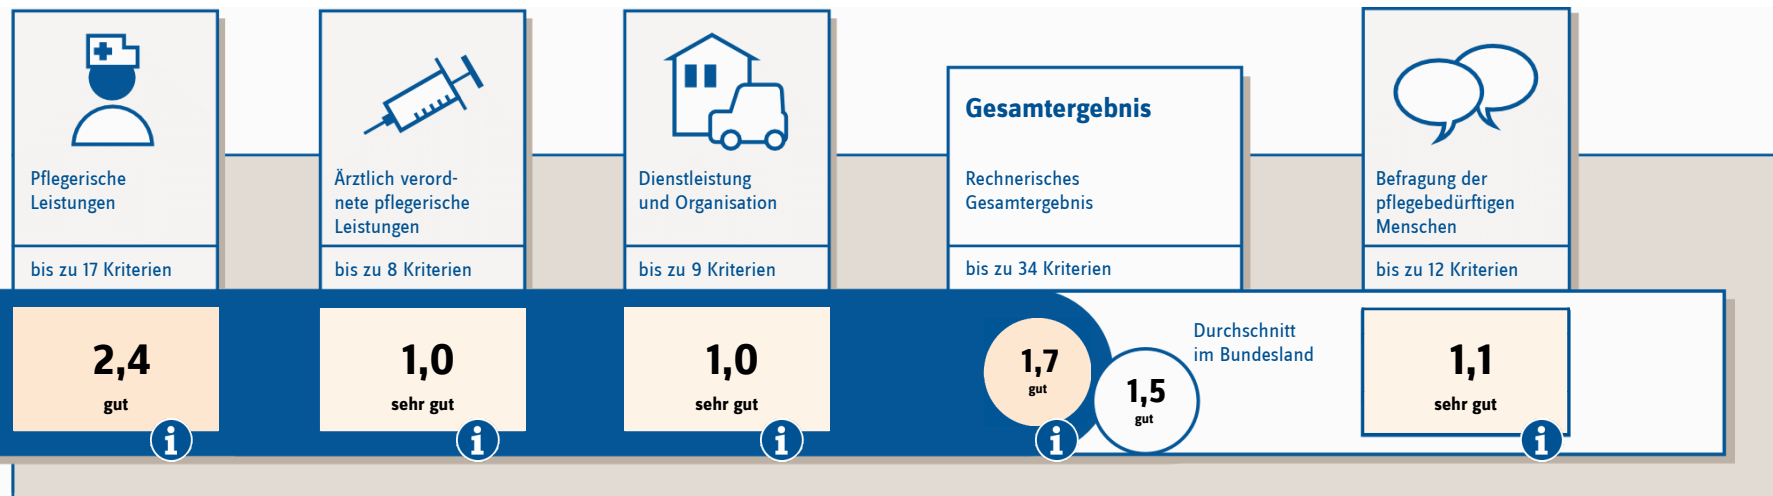 Pflegerische
Leistungen
bis zu 17 Kriterien
2,4
gut
i
Ärztlich verord-
nete pflegerische
Leistungen
bis zu 8 Kriterien
1,0
sehr gut
i
Dienstleistung
und Organisation
bis zu 9 Kriterien
1,0
sehr gut
i
Gesamtergebnis
Rechnerisches
Gesamtergebnis
bis zu 34 Kriterien
1,7
gut
i
1,5
gut
Durchschnitt
im Bundesland
Befragung der
pflegebedürftigen
Menschen
bis zu 12 Kriterien
1,1
sehr gut
i